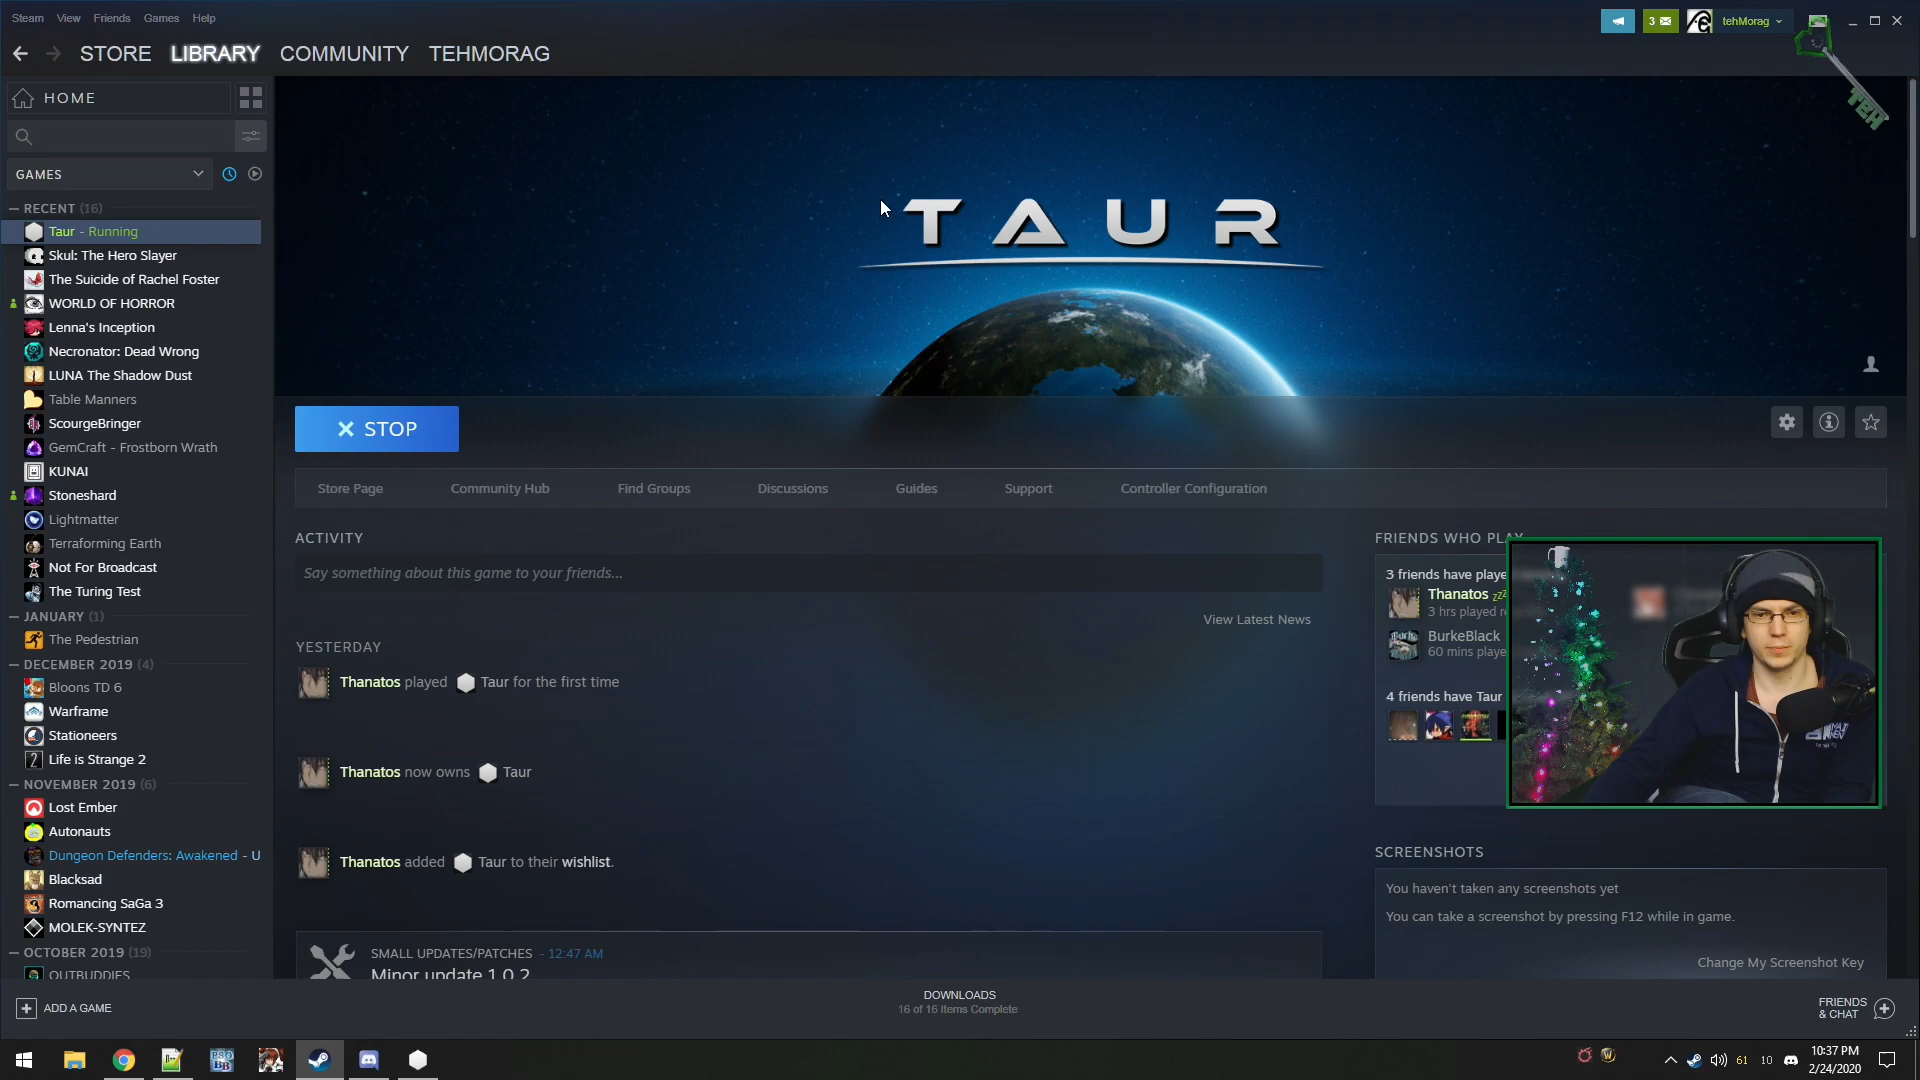 Steam View Friends Games Help
3
tehMorag
STORE LIBRARY COMMUNITY TEHMORAG
TEH
HOME
GAMES
RECENT (16)
Taur - Running
Skul: The Hero Slayer
The Suicide of Rachel Foster
WORLD OF HORROR
Lenna's Inception
Necronator: Dead Wrong
LUNA The Shadow Dust
Table Manners
ScourgeBringer
GemCraft - Frostborn Wrath
KUNAI
Stoneshard
Lightmatter
Terraforming Earth
Not For Broadcast
The Turing Test
JANUARY (1)
The Pedestrian
DECEMBER 2019 (4)
Bloons TD 6
Warframe
Stationeers
Life is Strange 2
NOVEMBER 2019 (6)
Lost Ember
Autonauts
Dungeon Defenders: Awakened - U
Blacksad
Romancing SaGa 3
MOLEK-SYNTEZ
OCTOBER 2019 (19)
OUTBUDDIES
ADD A GAME
TAUR
STOP
Store Page Community Hub Find Groups Discussions Guides Support Controller Configuration
ACTIVITY
Say something about this game to your friends...
View Latest News
YESTERDAY
Thanatos played Taur for the first time
Thanatos now owns Taur
Thanatos added Taur to their wishlist.
SMALL UPDATES/PATCHES - 12:47 AM
Minor update 1.0.2
FRIENDS WHO PLAY
3 friends have playe
Thanatos zzz
3 hrs played r
BurkeBlack
60 mins playe
4 friends have Taur
SCREENSHOTS
You haven't taken any screenshots yet
You can take a screenshot by pressing F12 while in game.
Change My Screenshot Key
DOWNLOADS
16 of 16 Items Complete
FRIENDS
& CHAT
61 10
10:37 PM
2/24/2020